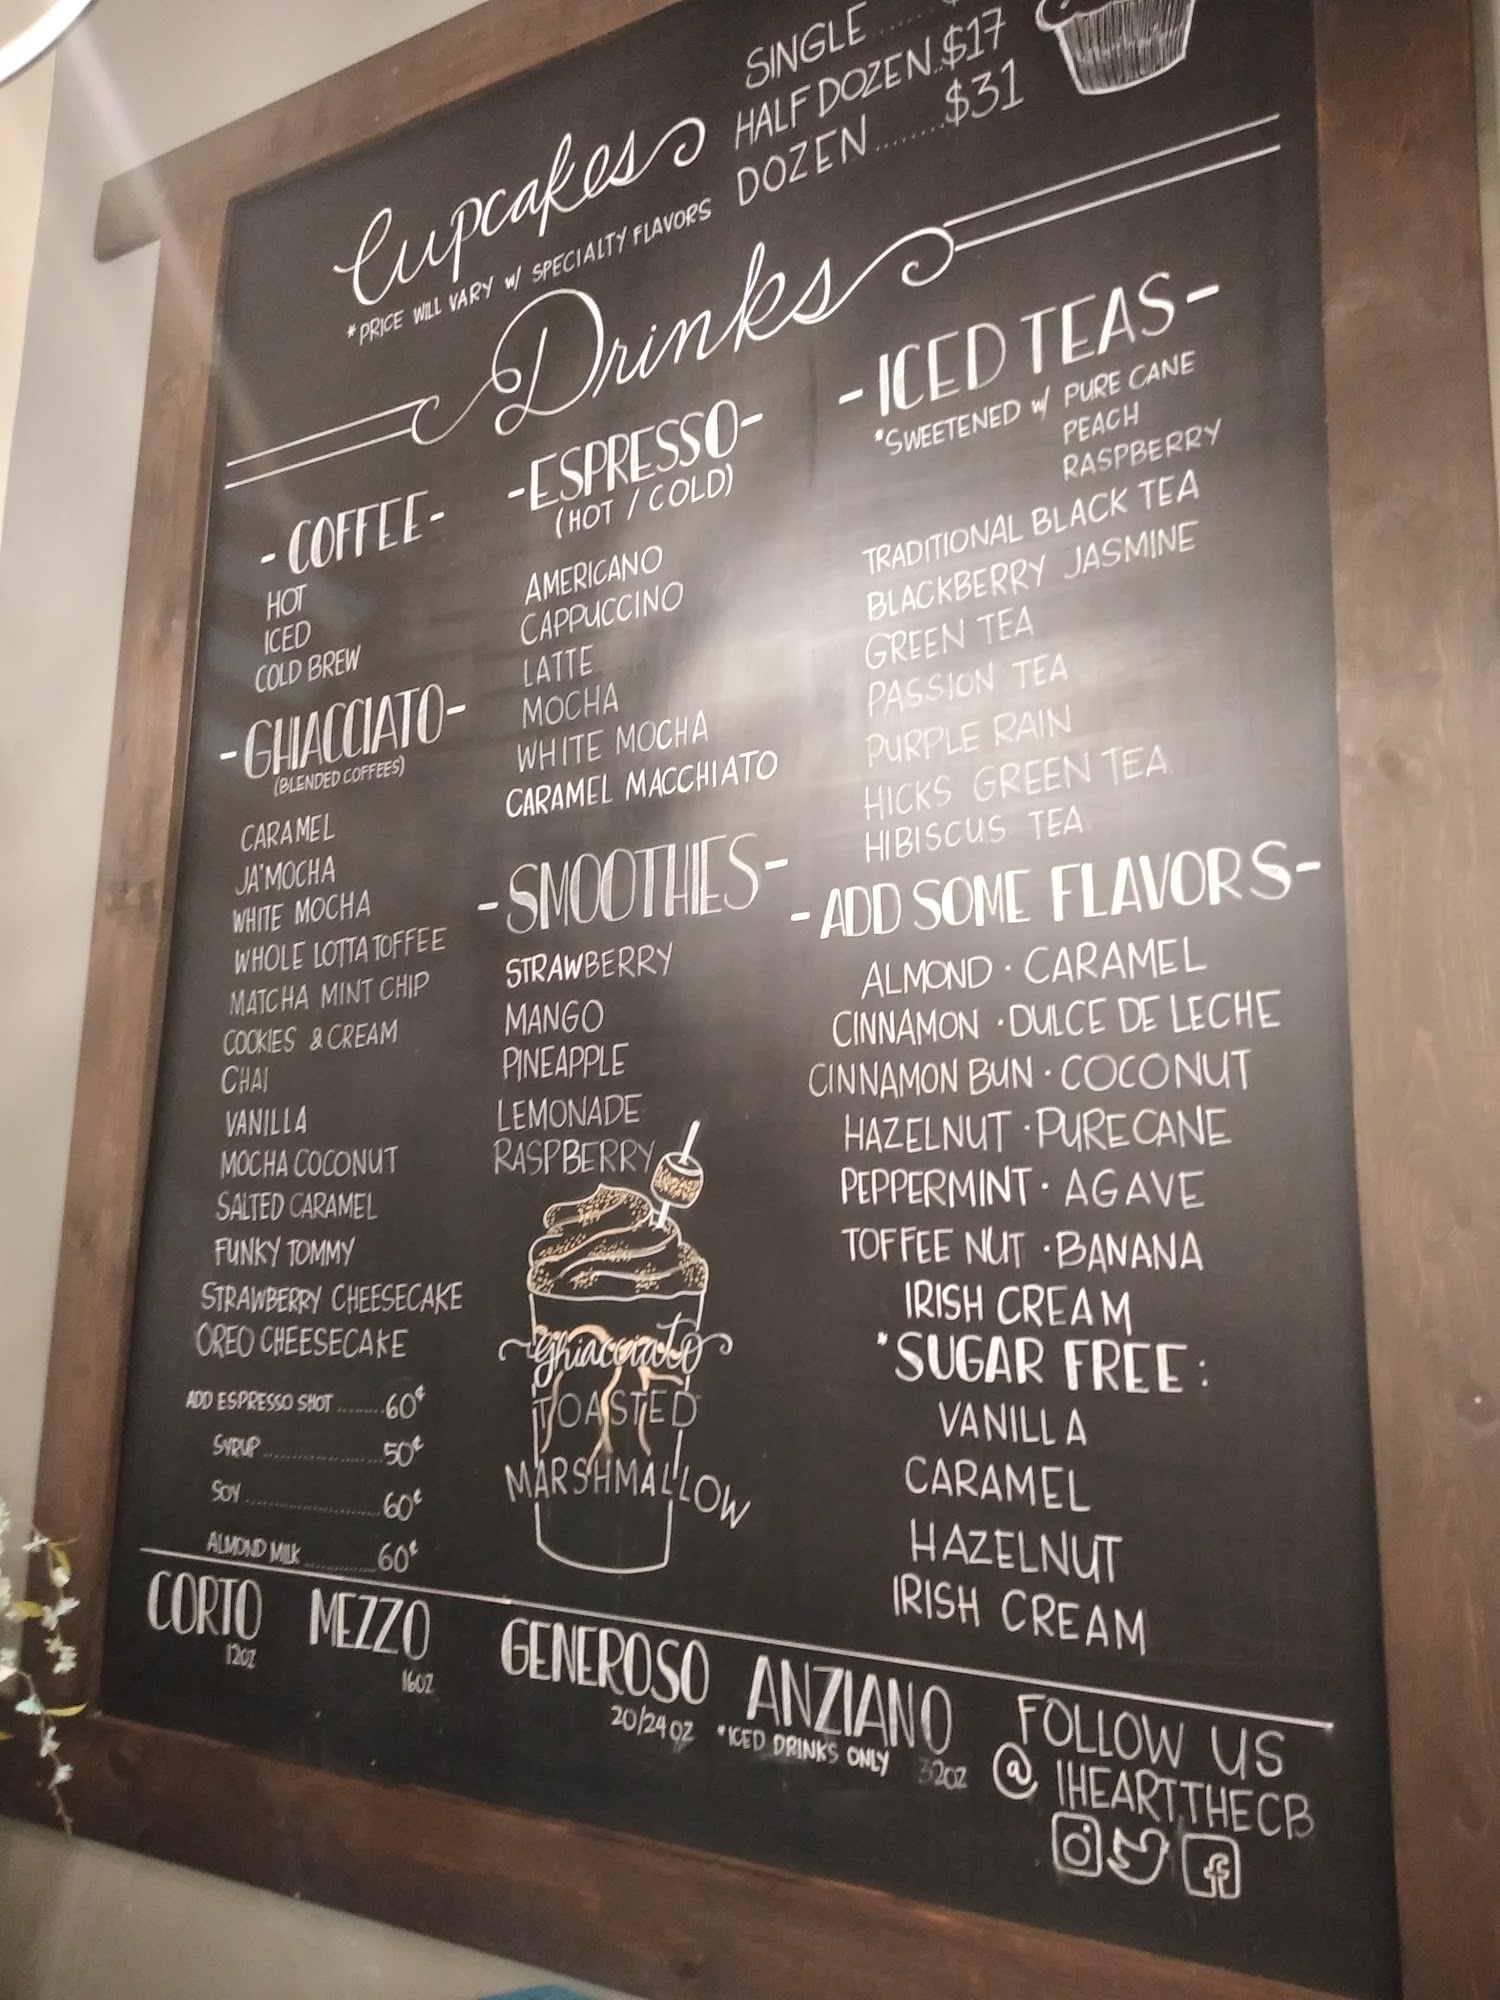 SINGLE
HALF DOZEN..$17
DOZEN........$31
Cupcakes
*PRICE WILL VARY w/ SPECIALTY FLAVORS
Drinks
- COFFEE -
HOT
ICED
COLD BREW
- GHIACCIATO -
(BLENDED COFFEES)
CARAMEL
JA'MOCHA
WHITE MOCHA
WHOLE LOTTA TOFFEE
MATCHA MINT CHIP
COOKIES & CREAM
CHAI
VANILLA
MOCHA COCONUT
SALTED CARAMEL
FUNKY TOMMY
STRAWBERRY CHEESECAKE
OREO CHEESECAKE
ADD ESPRESSO SHOT ........60¢
SYRUP....................50¢
SOY......................60¢
ALMOND MILK ...........60¢
- ESPRESSO -
(HOT / COLD)
AMERICANO
CAPPUCCINO
LATTE
MOCHA
WHITE MOCHA
CARAMEL MACCHIATO
- SMOOTHIES -
STRAWBERRY
MANGO
PINEAPPLE
LEMONADE
RASPBERRY
ghiacciato
TOASTED
MARSHMALLOW
- ICED TEAS -
*SWEETENED w/ PURE CANE
PEACH
RASPBERRY
TRADITIONAL BLACK TEA
BLACKBERRY JASMINE
GREEN TEA
PASSION TEA
PURPLE RAIN
HICKS GREEN TEA
HIBISCUS TEA
- ADD SOME FLAVORS -
ALMOND · CARAMEL
CINNAMON · DULCE DE LECHE
CINNAMON BUN · COCONUT
HAZELNUT · PURE CANE
PEPPERMINT · AGAVE
TOFFEE NUT · BANANA
IRISH CREAM
*SUGAR FREE:
VANILLA
CARAMEL
HAZELNUT
IRISH CREAM
CORTO
12OZ
MEZZO
16OZ
GENEROSO
20/24OZ
ANZIANO
*ICED DRINKS ONLY 32OZ
FOLLOW US
@ IHEARTTHECB